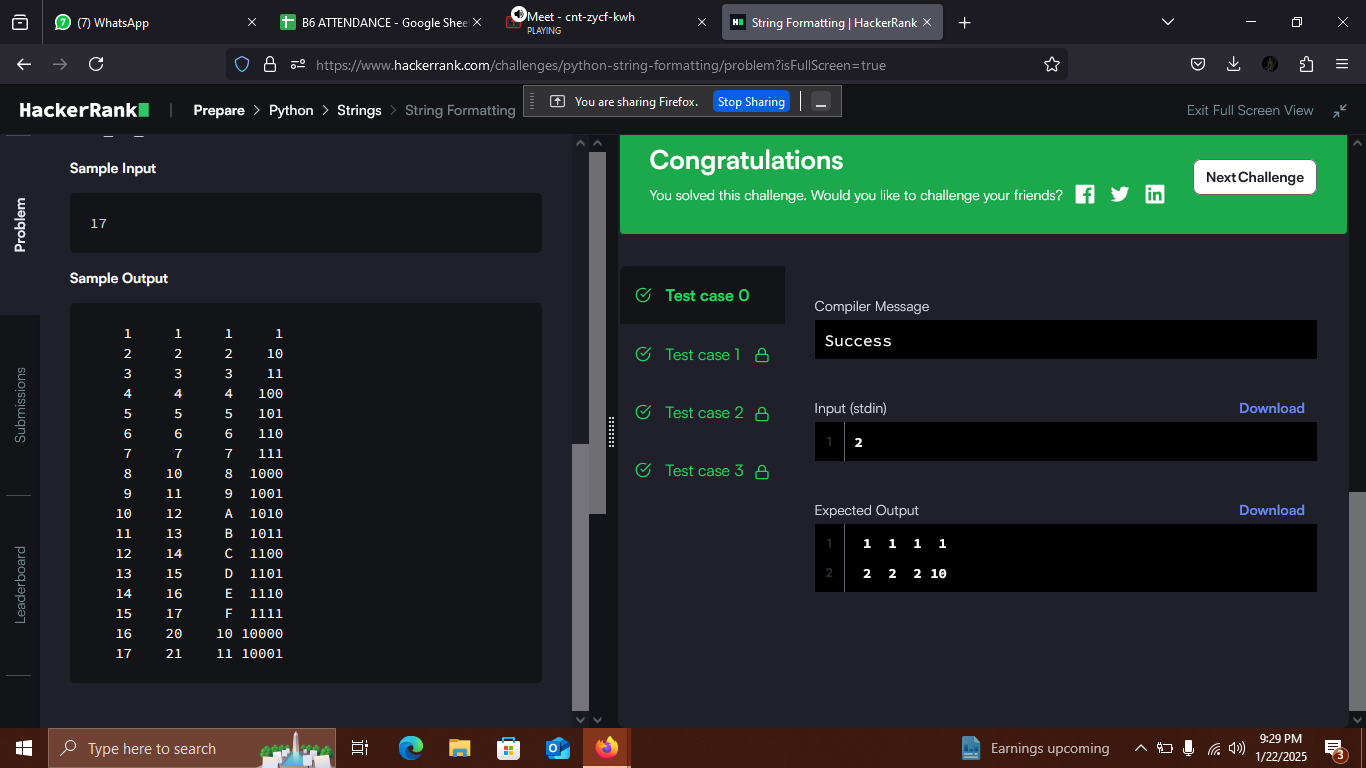 (7) WhatsApp
B6 ATTENDANCE - Google Shee
Meet - cnt-zycf-kwh
PLAYING
String Formatting | HackerRank
https://www.hackerrank.com/challenges/python-string-formatting/problem?isFullScreen=true
HackerRank
Prepare > Python > Strings > String Formatting
You are sharing Firefox. Stop Sharing
Exit Full Screen View
Problem
Submissions
Leaderboard
Sample Input
17
Sample Output
    1     1     1     1
    2     2     2    10
    3     3     3    11
    4     4     4   100
    5     5     5   101
    6     6     6   110
    7     7     7   111
    8    10     8  1000
    9    11     9  1001
   10    12     A  1010
   11    13     B  1011
   12    14     C  1100
   13    15     D  1101
   14    16     E  1110
   15    17     F  1111
   16    20    10 10000
   17    21    11 10001
Congratulations
You solved this challenge. Would you like to challenge your friends?
Next Challenge
Test case 0
Test case 1
Test case 2
Test case 3
Compiler Message
Success
Input (stdin) Download
1 2
Expected Output Download
1  1  1  1  1
2  2  2  2 10
Type here to search
Earnings upcoming
9:29 PM
1/22/2025
3